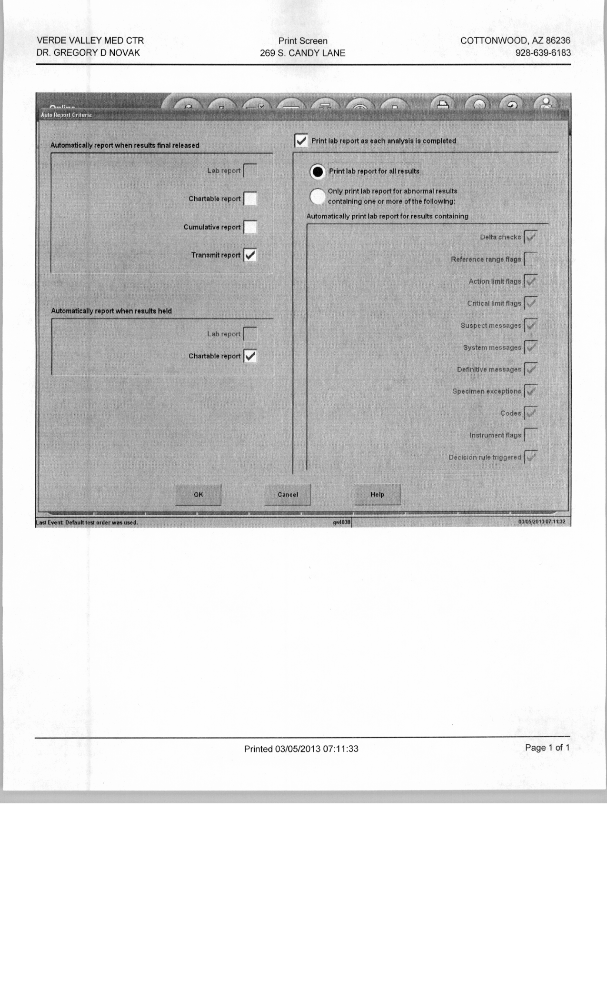 VERDE VALLEY MED CTR
DR. GREGORY D NOVAK
Print Screen
269 S. CANDY LANE
COTTONWOOD, AZ 86236
928-639-6183
Online
Auto Report Criteria
Automatically report when results final released
Lab report
Chartable report
Cumulative report
Transmit report
Automatically report when results held
Lab report
Chartable report
Print lab report as each analysis is completed
Print lab report for all results
Only print lab report for abnormal results
containing one or more of the following:
Automatically print lab report for results containing
Delta checks
Reference range flags
Action limit flags
Critical limit flags
Suspect messages
System messages
Definitive messages
Specimen exceptions
Codes
Instrument flags
Decision rule triggered
OK
Cancel
Help
Last Event: Default test order was used.
gs4038
03/05/2013 07:11:32
Printed 03/05/2013 07:11:33
Page 1 of 1